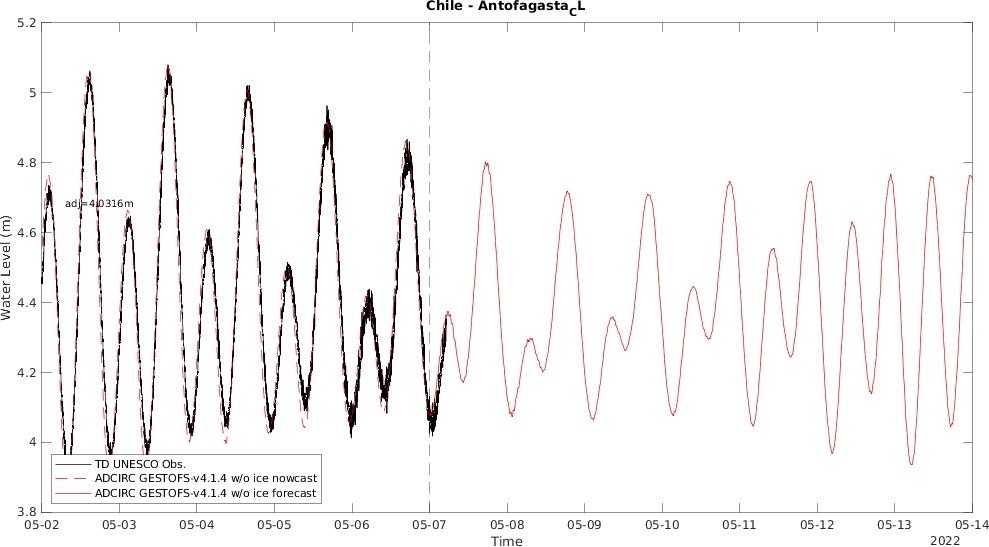 Chile - Antofagasta_CL
5.2
5
4.8
4.6
4.4
4.2
4
3.8
Water Level (m)
adj=4.0316m
TD UNESCO Obs.
ADCIRC GESTOFS-v4.1.4 w/o ice nowcast
ADCIRC GESTOFS-v4.1.4 w/o ice forecast
05-02 05-03 05-04 05-05 05-06 05-07 05-08 05-09 05-10 05-11 05-12 05-13 05-14
Time
2022